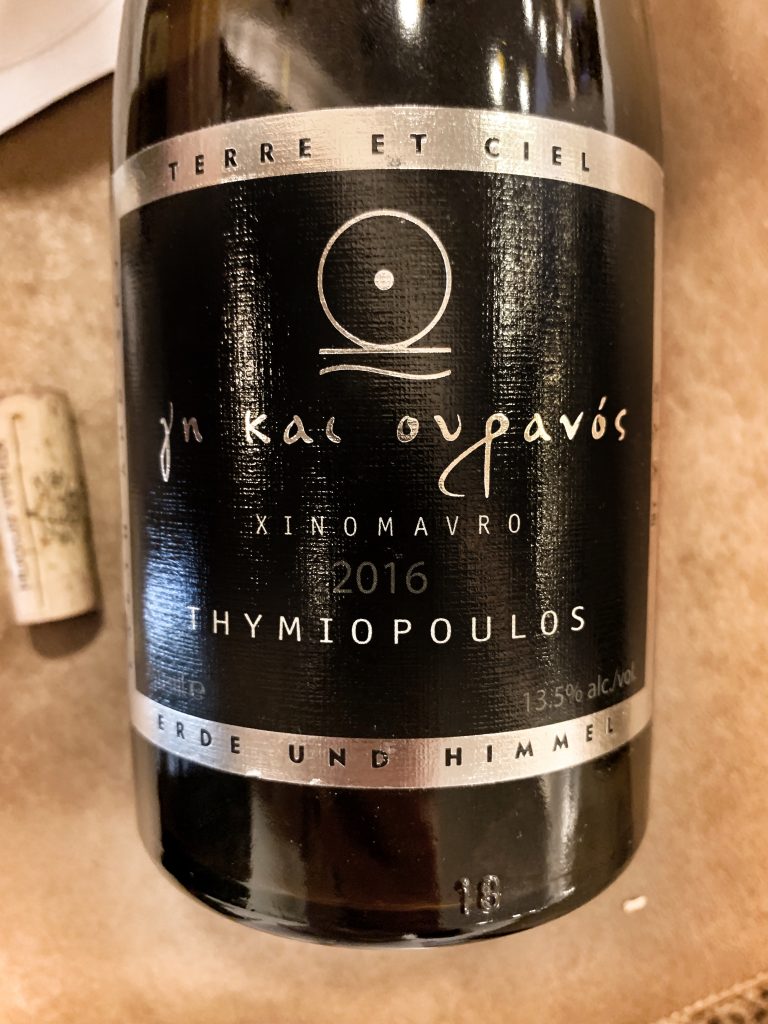 TERRE ET CIEL
γη και ουρανός
XINOMAVRO
2016
THYMIOPOULOS
13.5% alc./vol.
ERDE UND HIMMEL
18